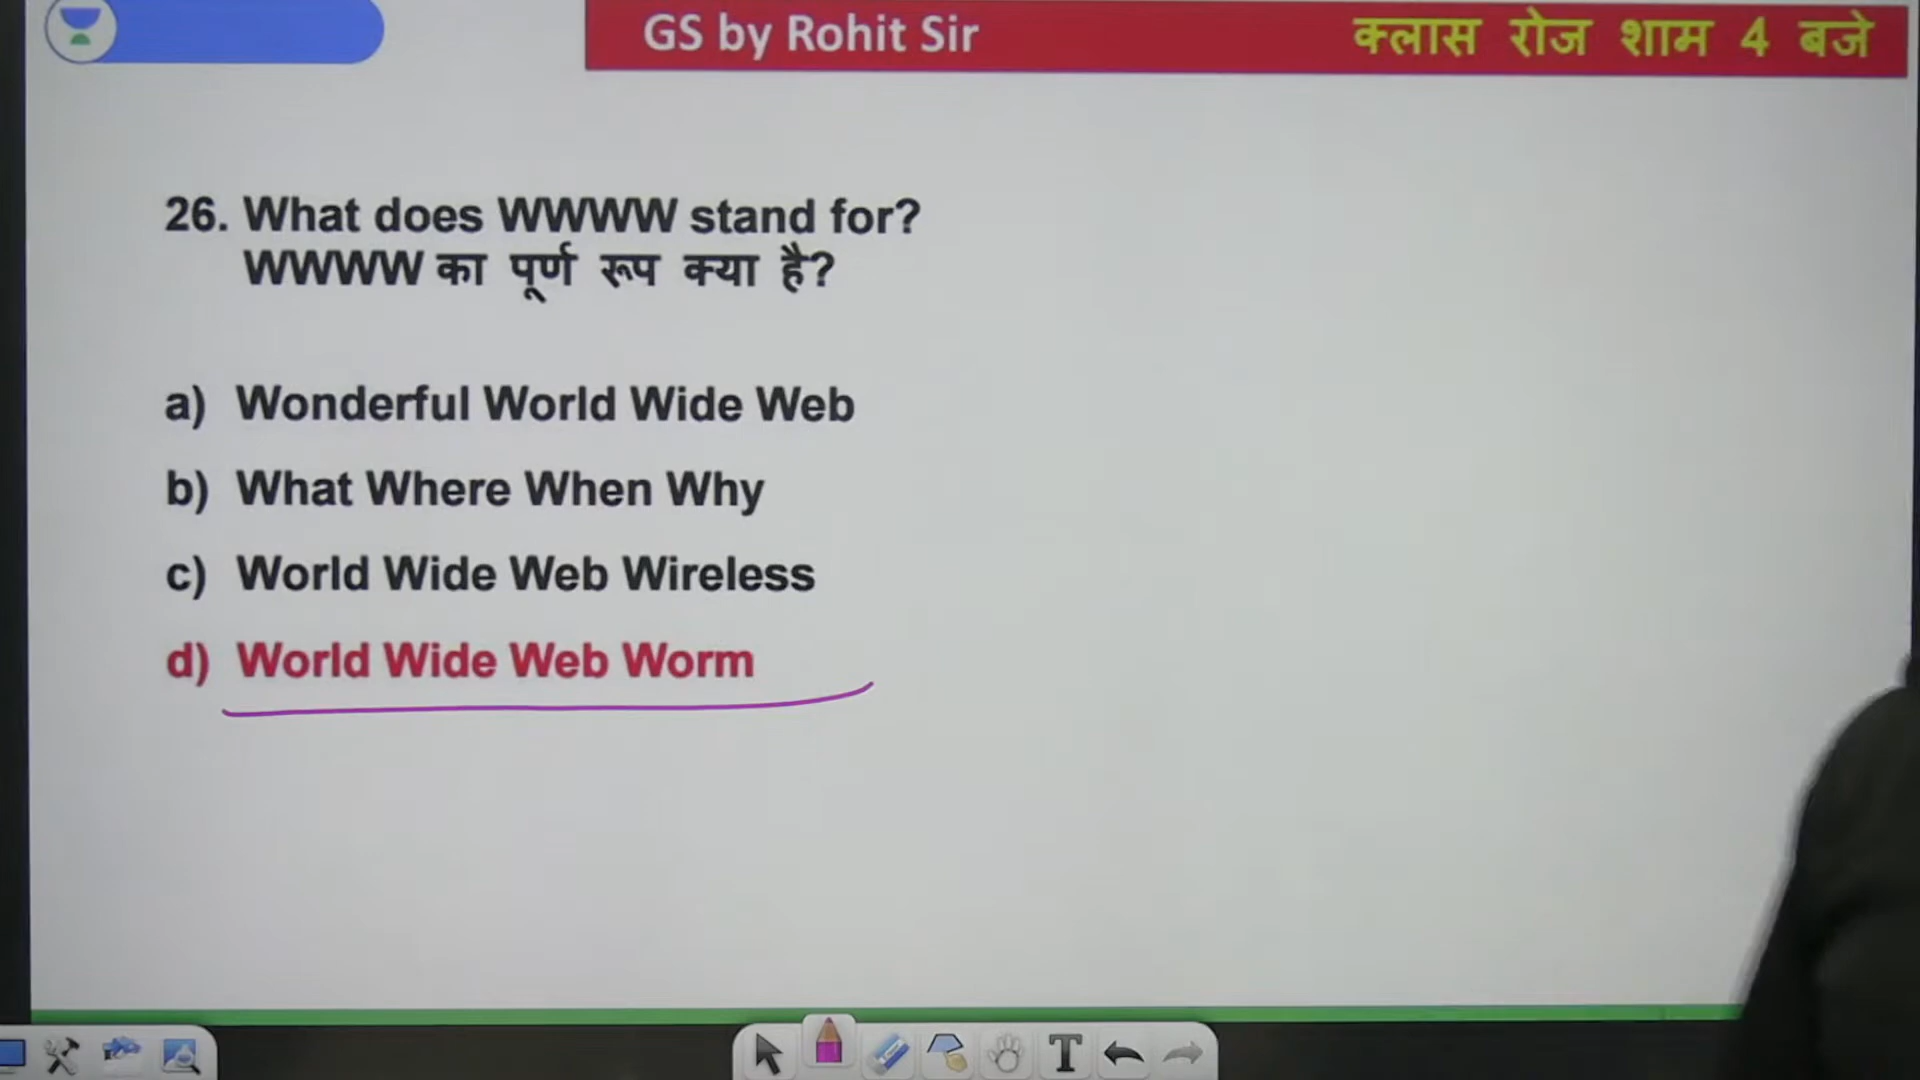 GS by Rohit Sir
क्लास रोज शाम 4 बजे
26. What does WWWW stand for?
WWWW का पूर्ण रूप क्या है?
a) Wonderful World Wide Web
b) What Where When Why
c) World Wide Web Wireless
d) World Wide Web Worm
T